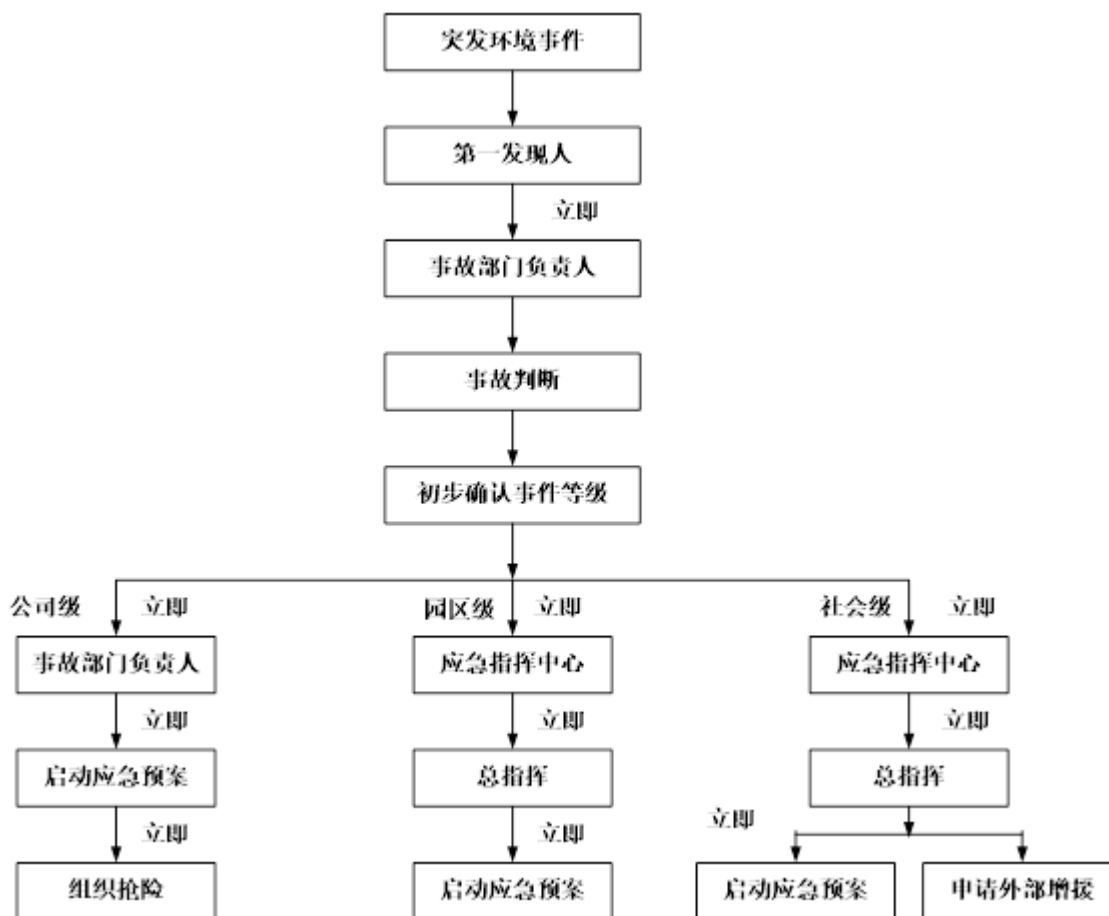 突发环境事件
第一发现人
立即
事故部门负责人
事故判断
初步确认事件等级
公司级 立即 园区级 立即 社会级 立即
事故部门负责人 应急指挥中心 应急指挥中心
立即 立即 立即
启动应急预案 总指挥 总指挥
立即 立即 立即
组织抢险 启动应急预案 启动应急预案 申请外部增援